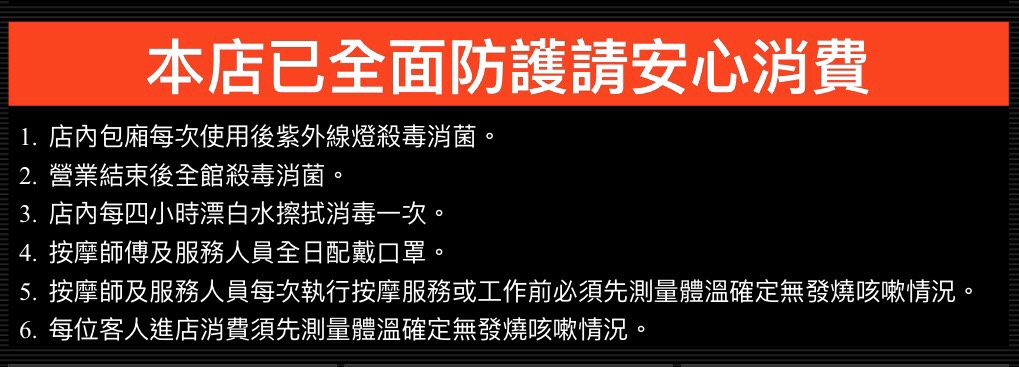 本店已全面防護請安心消費
1. 店內包廂每次使用後紫外線燈殺毒消菌。
2. 營業結束後全館殺毒消菌。
3. 店內每四小時漂白水擦拭消毒一次。
4. 按摩師傅及服務人員全日配戴口罩。
5. 按摩師及服務人員每次執行按摩服務或工作前必須先測量體溫確定無發燒咳嗽情況。
6. 每位客人進店消費須先測量體溫確定無發燒咳嗽情況。